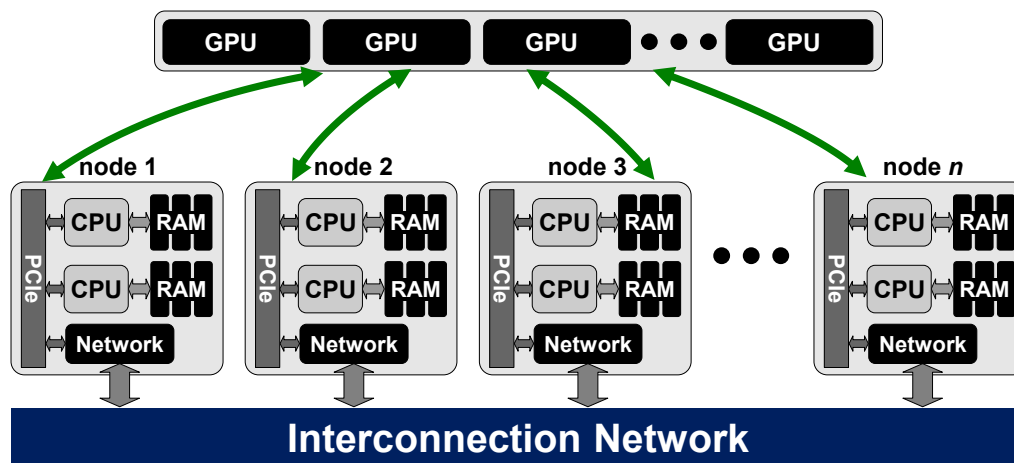 GPU GPU GPU GPU
node 1 node 2 node 3 node n
CPU RAM CPU RAM CPU RAM CPU RAM
PCIe PCIe PCIe PCIe
CPU RAM CPU RAM CPU RAM CPU RAM
Network Network Network Network
Interconnection Network